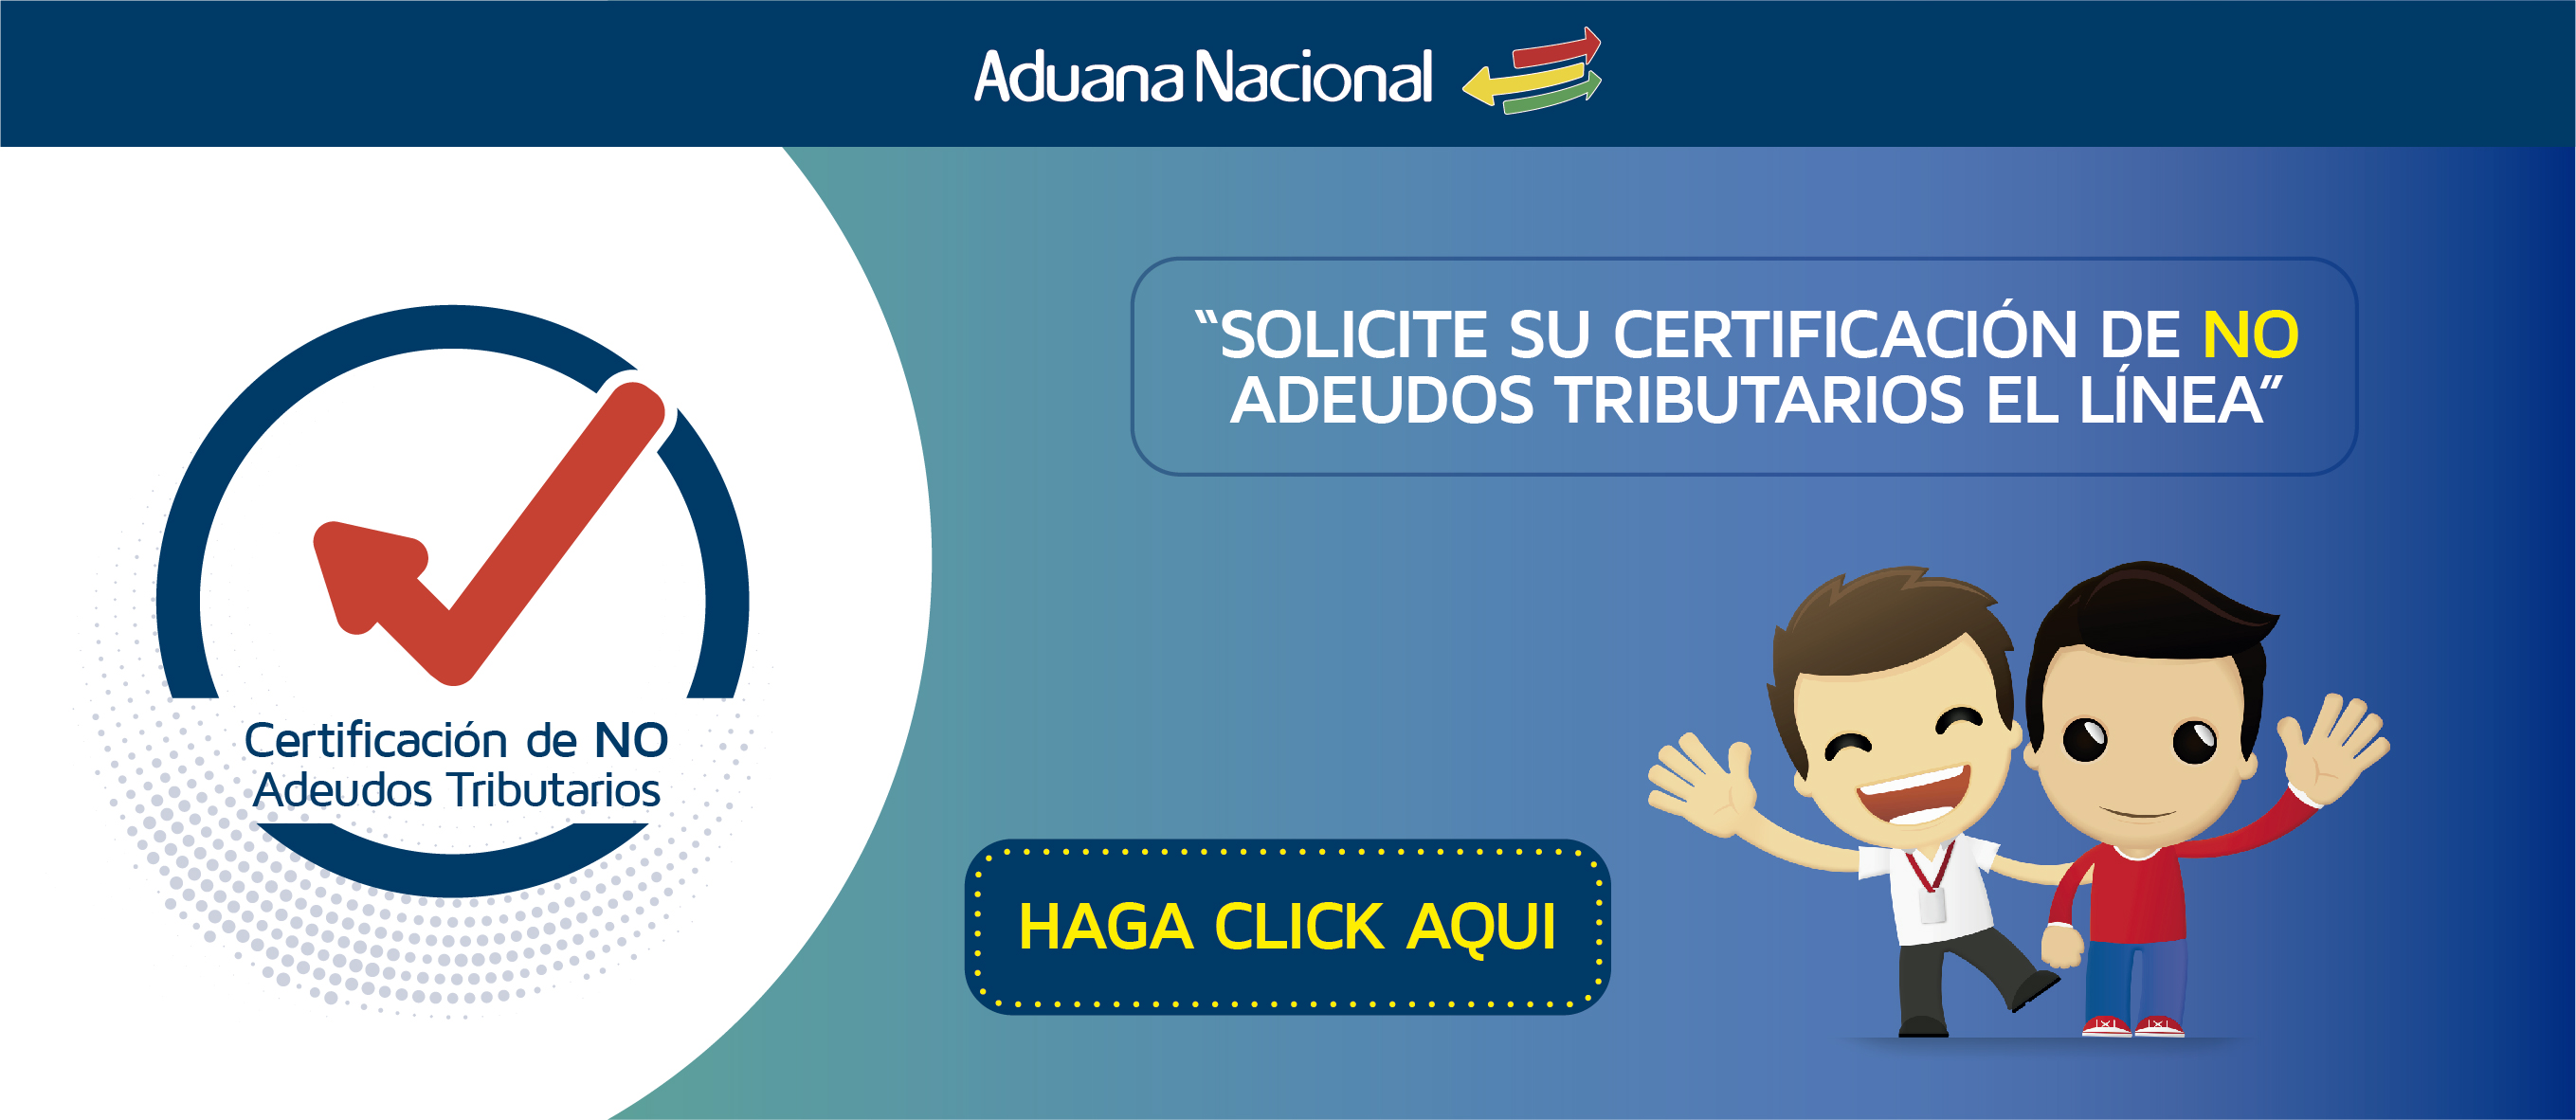 Aduana Nacional
“SOLICITE SU CERTIFICACIÓN DE NO
ADEUDOS TRIBUTARIOS EL LÍNEA”
Certificación de NO
Adeudos Tributarios
HAGA CLICK AQUI